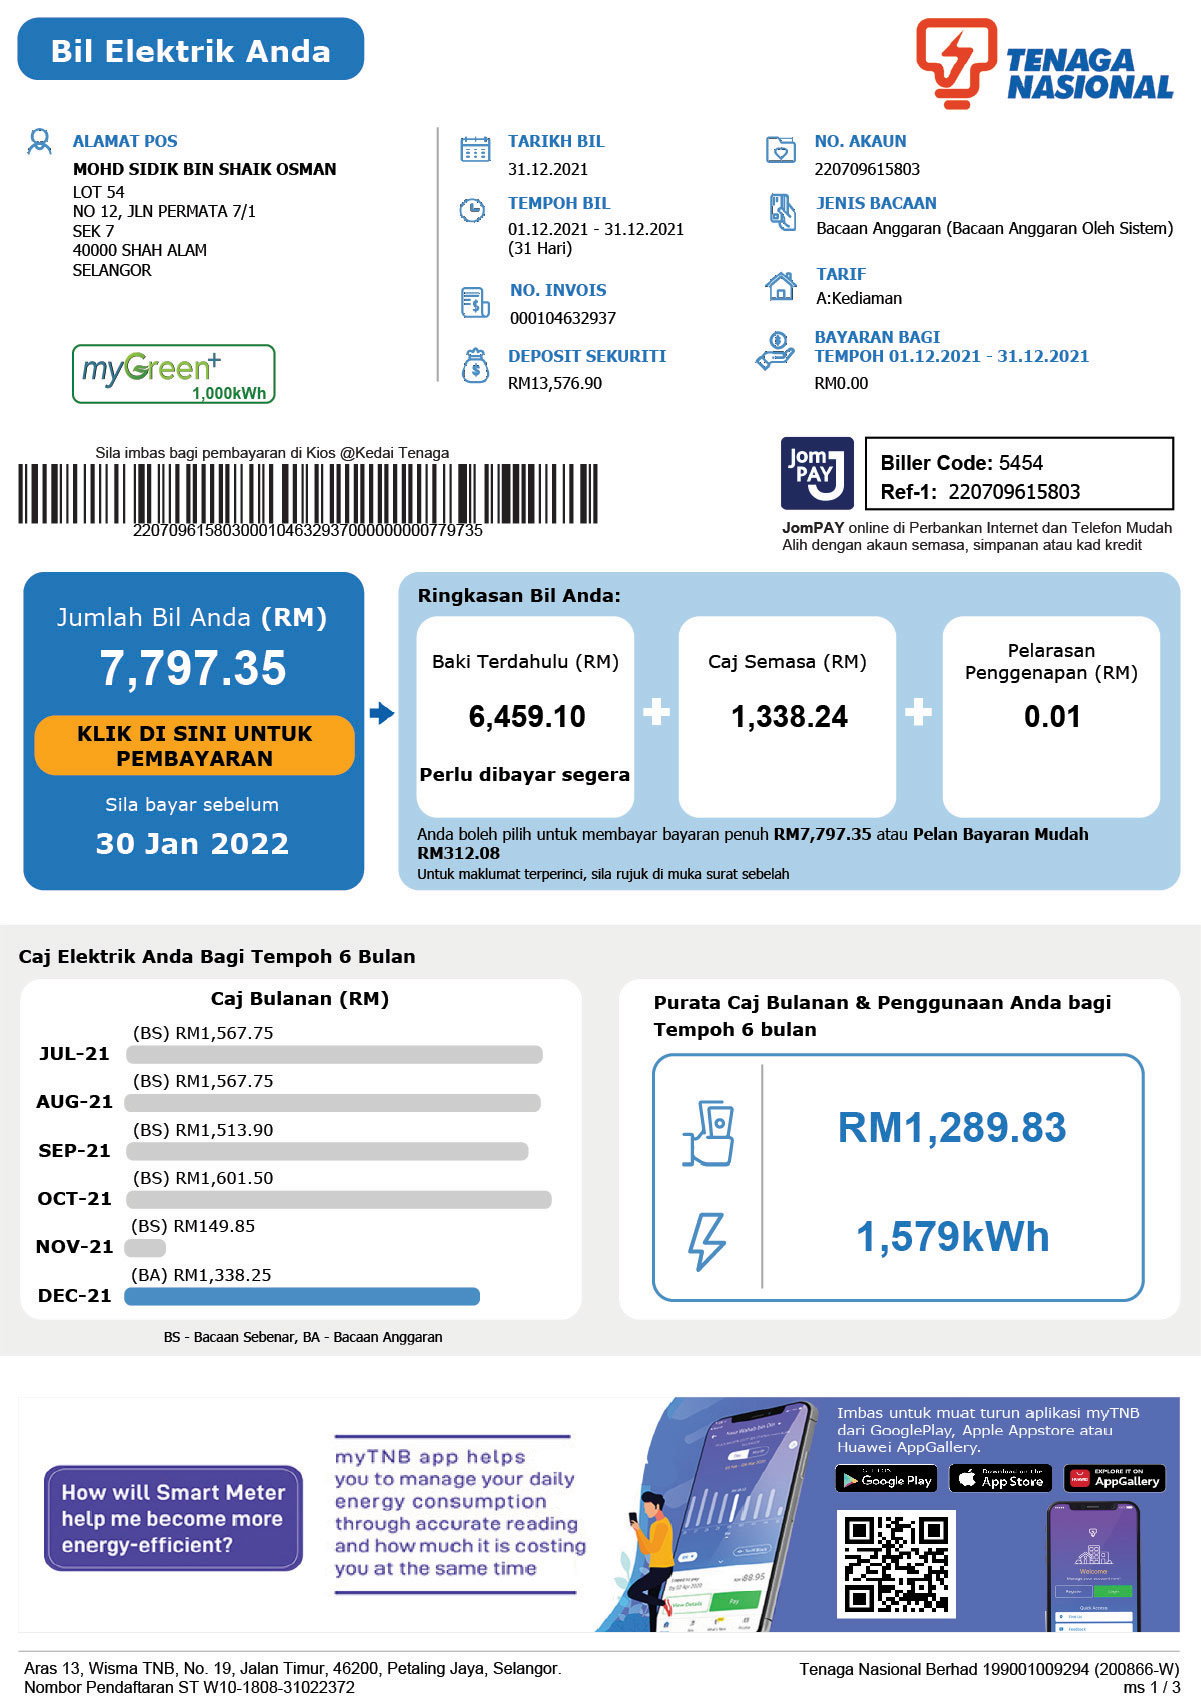 Bil Elektrik Anda
TENAGA
NASIONAL
ALAMAT POS
MOHD SIDIK BIN SHAIK OSMAN
LOT 54
NO 12, JLN PERMATA 7/1
SEK 7
40000 SHAH ALAM
SELANGOR
myGreen+
1,000kWh
TARIKH BIL
31.12.2021
TEMPOH BIL
01.12.2021 - 31.12.2021
(31 Hari)
NO. INVOIS
000104632937
DEPOSIT SEKURITI
RM13,576.90
NO. AKAUN
220709615803
JENIS BACAAN
Bacaan Anggaran (Bacaan Anggaran Oleh Sistem)
TARIF
A:Kediaman
BAYARAN BAGI
TEMPOH 01.12.2021 - 31.12.2021
RM0.00
Sila imbas bagi pembayaran di Kios @Kedai Tenaga
2207096158030001046329370000000000779735
Jom
PAY
Biller Code: 5454
Ref-1: 220709615803
JomPAY online di Perbankan Internet dan Telefon Mudah
Alih dengan akaun semasa, simpanan atau kad kredit
Jumlah Bil Anda (RM)
7,797.35
KLIK DI SINI UNTUK
PEMBAYARAN
Sila bayar sebelum
30 Jan 2022
Ringkasan Bil Anda:
Baki Terdahulu (RM)
6,459.10
Perlu dibayar segera
+
Caj Semasa (RM)
1,338.24
+
Pelarasan
Penggenapan (RM)
0.01
Anda boleh pilih untuk membayar bayaran penuh RM7,797.35 atau Pelan Bayaran Mudah
RM312.08
Untuk maklumat terperinci, sila rujuk di muka surat sebelah
Caj Elektrik Anda Bagi Tempoh 6 Bulan
Caj Bulanan (RM)
(BS) RM1,567.75
JUL-21
(BS) RM1,567.75
AUG-21
(BS) RM1,513.90
SEP-21
(BS) RM1,601.50
OCT-21
(BS) RM149.85
NOV-21
(BA) RM1,338.25
DEC-21
BS - Bacaan Sebenar, BA - Bacaan Anggaran
Purata Caj Bulanan & Penggunaan Anda bagi
Tempoh 6 bulan
RM1,289.83
1,579kWh
How will Smart Meter
help me become more
energy-efficient?
myTNB app helps
you to manage your daily
energy consumption
through accurate reading
and how much it is costing
you at the same time
View Details
Pay
Imbas untuk muat turun aplikasi myTNB
dari GooglePlay, Apple Appstore atau
Huawei AppGallery.
Google Play
App Store
EXPLORE IT ON
AppGallery
Welcome
Register
Login
Quick Access
Aras 13, Wisma TNB, No. 19, Jalan Timur, 46200, Petaling Jaya, Selangor.
Nombor Pendaftaran ST W10-1808-31022372
Tenaga Nasional Berhad 199001009294 (200866-W)
ms 1 / 3